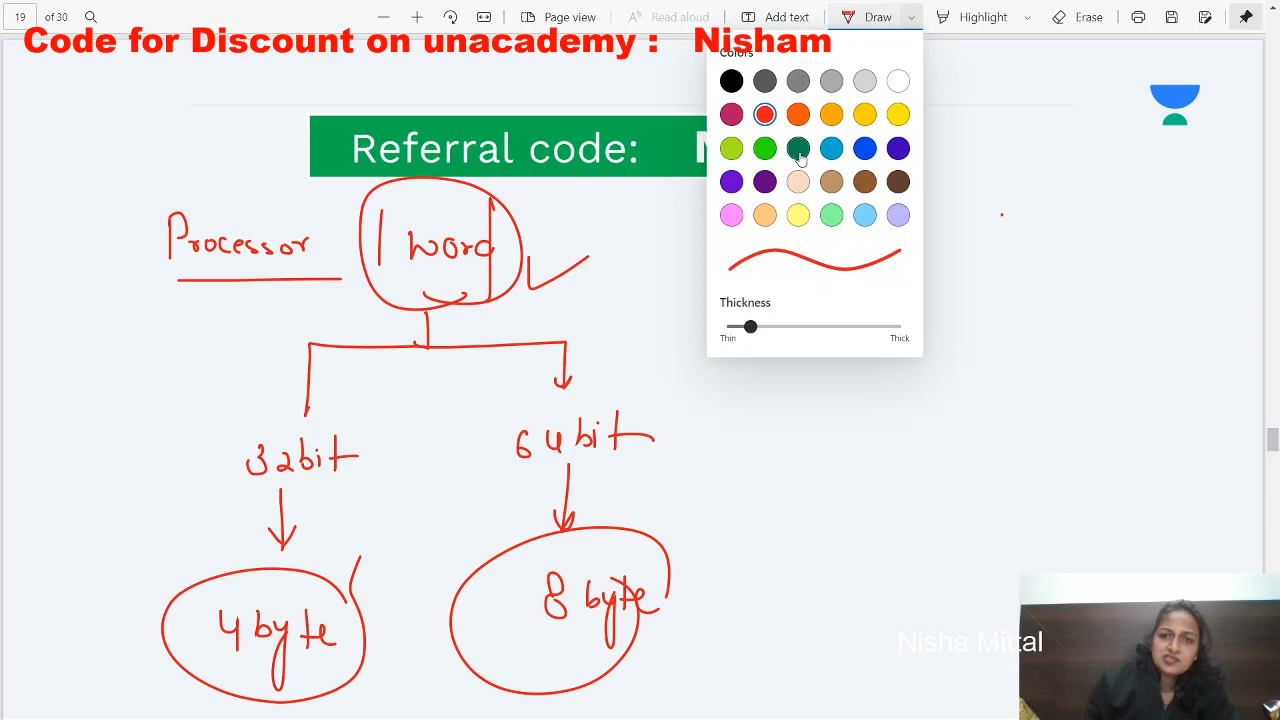 19 of 30 Page view Read aloud Add text Draw Highlight Erase
Code for Discount on unacademy : Nisham
Colors
Referral code:
Processor 1 word
Thickness
Thin Thick
32bit 64bit
4 byte 8 byte
Nisha Mittal